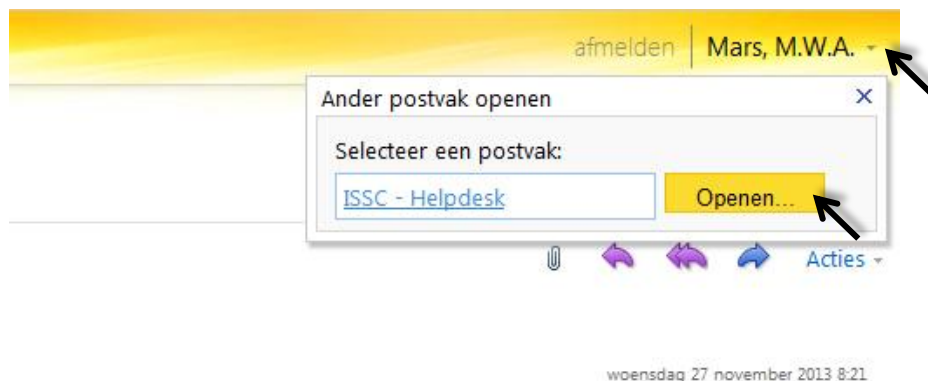 afmelden Mars, M.W.A.
Ander postvak openen
Selecteer een postvak:
ISSC - Helpdesk Openen...
Acties
woensdag 27 november 2013 8:21